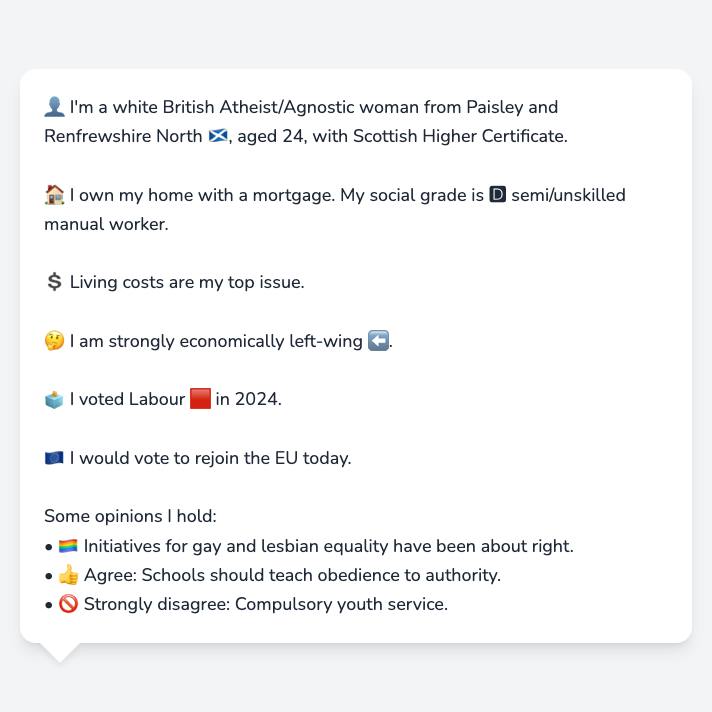 👤 I'm a white British Atheist/Agnostic woman from Paisley and
Renfrewshire North 🏴󠁧󠁢󠁳󠁣󠁴󠁿, aged 24, with Scottish Higher Certificate.
🏠 I own my home with a mortgage. My social grade is 🅳 semi/unskilled
manual worker.
💲 Living costs are my top issue.
🤔 I am strongly economically left-wing ⬅️.
🗳️ I voted Labour 🟥 in 2024.
🇪🇺 I would vote to rejoin the EU today.
Some opinions I hold:
• 🏳️‍🌈 Initiatives for gay and lesbian equality have been about right.
• 👍 Agree: Schools should teach obedience to authority.
• 🚫 Strongly disagree: Compulsory youth service.